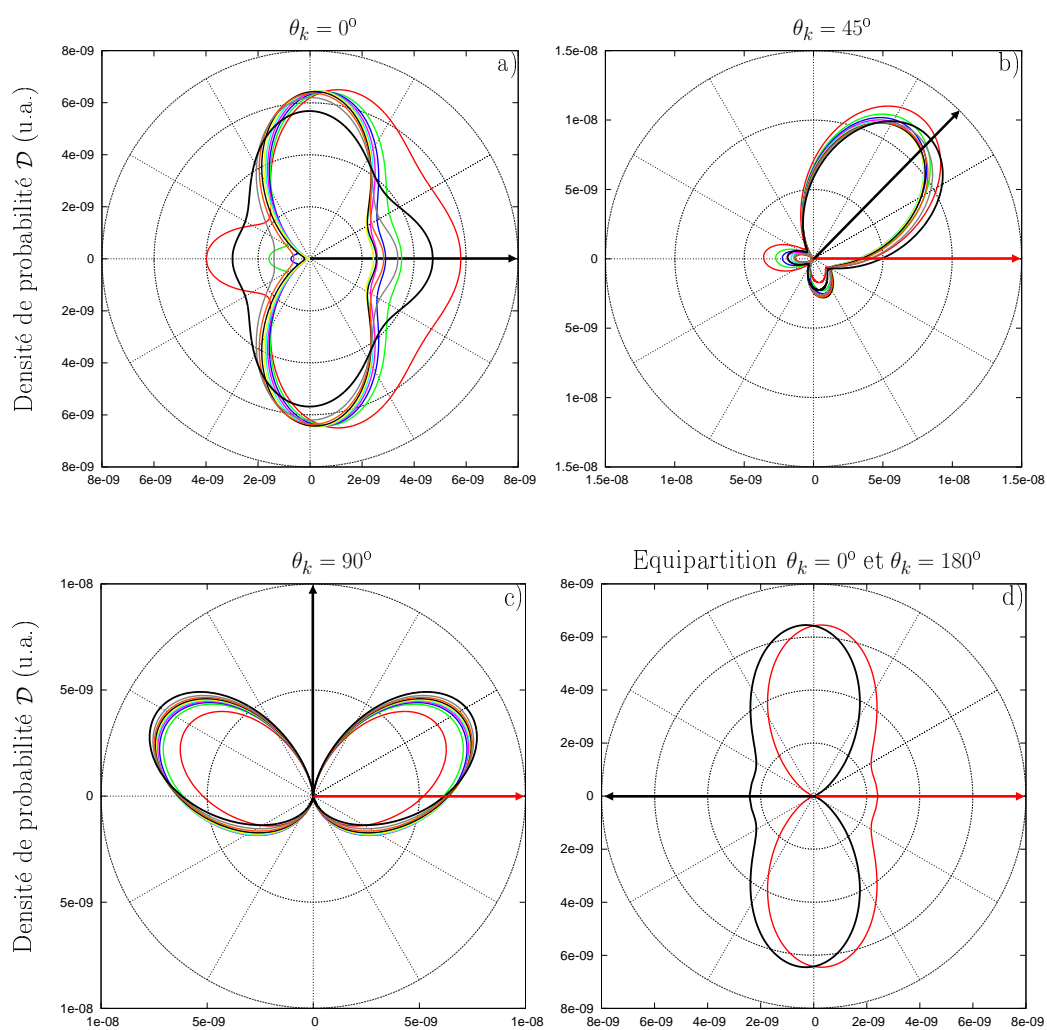 θk = 0° θk = 45°
Densité de probabilité D (u.a.)
8e-09
6e-09
4e-09
2e-09
0
2e-09
4e-09
6e-09
8e-09
8e-09 6e-09 4e-09 2e-09 0 2e-09 4e-09 6e-09 8e-09
a)
1.5e-08
1e-08
5e-09
0
5e-09
1e-08
1.5e-08
1.5e-08 1e-08 5e-09 0 5e-09 1e-08 1.5e-08
b)
θk = 90° Equipartition θk = 0° et θk = 180°
Densité de probabilité D (u.a.)
1e-08
5e-09
0
5e-09
1e-08
1e-08 5e-09 0 5e-09 1e-08
c)
8e-09
6e-09
4e-09
2e-09
0
2e-09
4e-09
6e-09
8e-09
8e-09 6e-09 4e-09 2e-09 0 2e-09 4e-09 6e-09 8e-09
d)